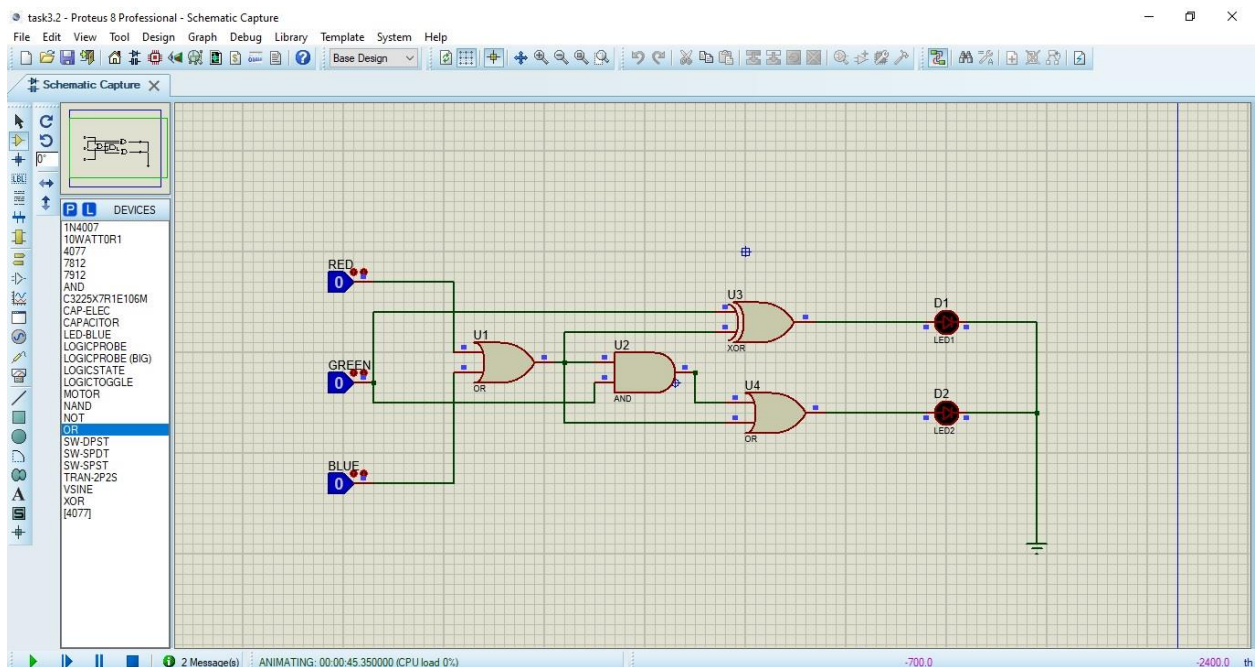 task3.2 - Proteus 8 Professional - Schematic Capture
File Edit View Tool Design Graph Debug Library Template System Help
Base Design
Schematic Capture
0°
P L DEVICES
1N4007
10WATT0R1
4077
7812
7912
AND
C3225X7R1E106M
CAP-ELEC
CAPACITOR
LED-BLUE
LOGICPROBE
LOGICPROBE (BIG)
LOGICSTATE
LOGICTOGGLE
MOTOR
NAND
NOT
OR
SW-DPST
SW-SPDT
SW-SPST
TRAN-2P2S
VSINE
XOR
[4077]
RED
0
GREEN
0
BLUE
0
U1
OR
U2
AND
U3
XOR
U4
OR
D1
LED1
D2
LED2
2 Message(s) ANIMATING: 00:00:45.350000 (CPU load 0%) -700.0 -2400.0 th